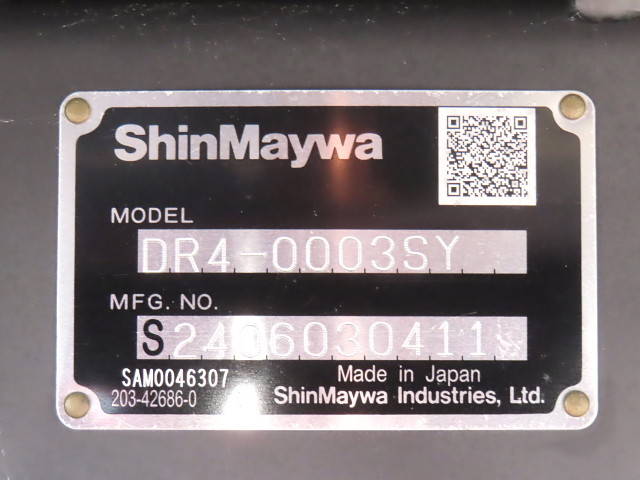 ShinMaywa
MODEL
DR4-0003SY
MFG. NO.
S2406030411
SAM0046307
Made in Japan
203-42686-0
ShinMaywa Industries, Ltd.